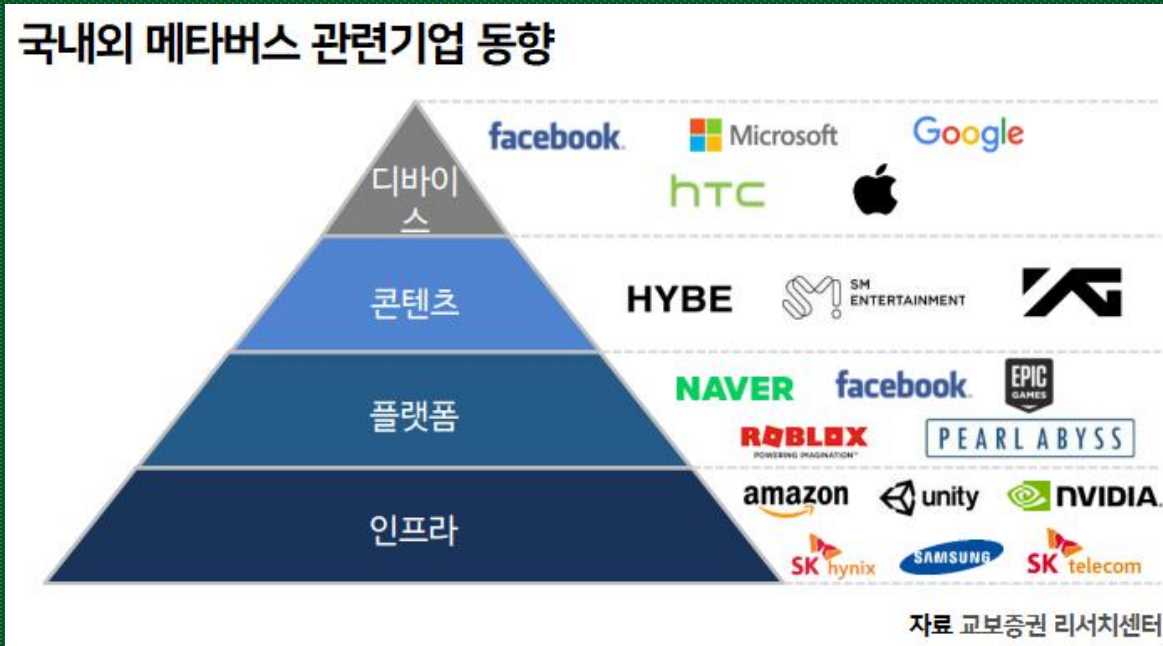 국내외 메타버스 관련기업 동향
facebook.
Microsoft
Google
디바이
스
hTC
콘텐츠
HYBE
SM
ENTERTAINMENT
YG
NAVER
facebook.
EPIC
GAMES
플랫폼
ROBLOX
POWERING IMAGINATION™
PEARL ABYSS
amazon
unity
NVIDIA.
인프라
SK hynix
SAMSUNG
SK telecom
자료 교보증권 리서치센터